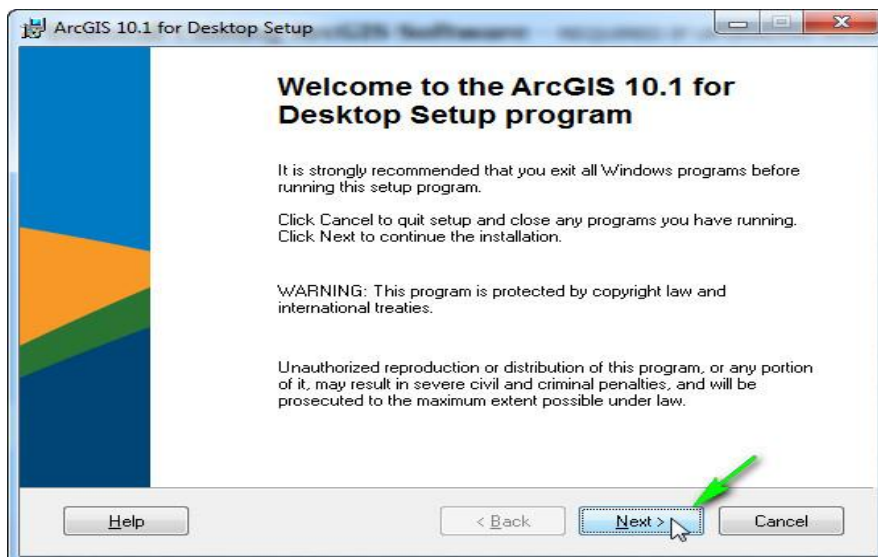 ArcGIS 10.1 for Desktop Setup
Welcome to the ArcGIS 10.1 for
Desktop Setup program
It is strongly recommended that you exit all Windows programs before
running this setup program.
Click Cancel to quit setup and close any programs you have running.
Click Next to continue the installation.
WARNING: This program is protected by copyright law and
international treaties.
Unauthorized reproduction or distribution of this program, or any portion
of it, may result in severe civil and criminal penalties, and will be
prosecuted to the maximum extent possible under law.
Help
< Back
Next >
Cancel